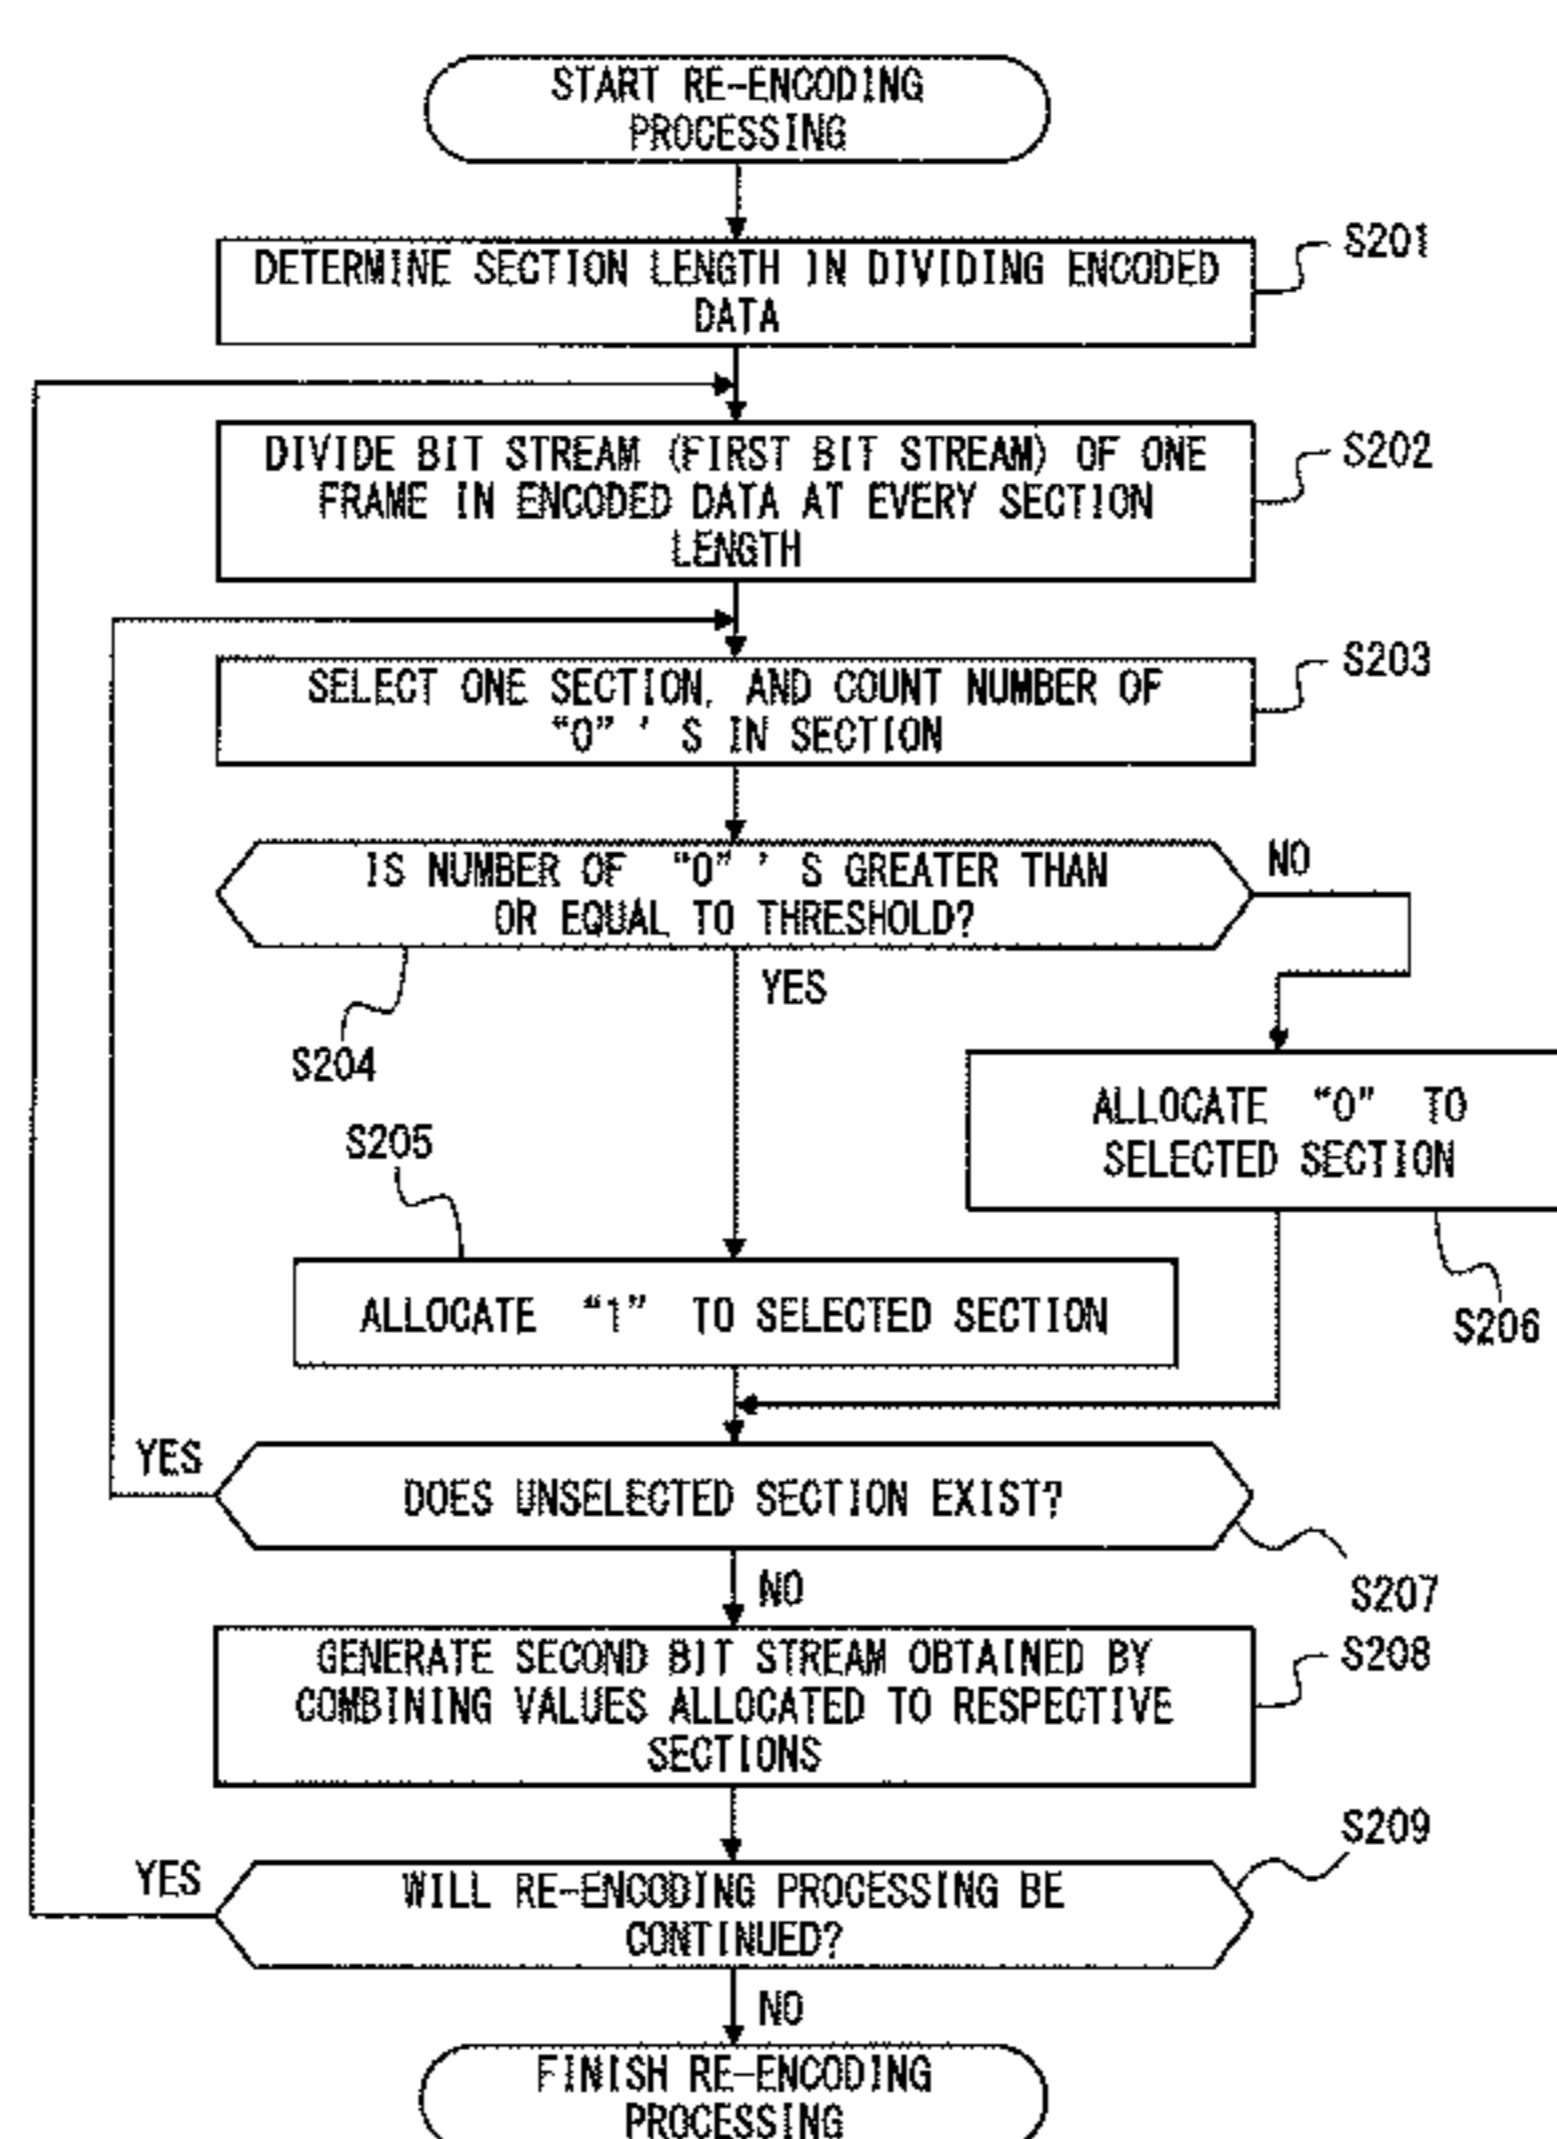 START RE-ENCODING
PROCESSING
DETERMINE SECTION LENGTH IN DIVIDING ENCODED
DATA
S201
DIVIDE BIT STREAM (FIRST BIT STREAM) OF ONE
FRAME IN ENCODED DATA AT EVERY SECTION
LENGTH
S202
SELECT ONE SECTION, AND COUNT NUMBER OF
“0”’S IN SECTION
S203
IS NUMBER OF “0”’S GREATER THAN
OR EQUAL TO THRESHOLD?
NO
YES
S204
ALLOCATE “0” TO
SELECTED SECTION
S205
ALLOCATE “1” TO SELECTED SECTION
S206
YES
DOES UNSELECTED SECTION EXIST?
NO
S207
GENERATE SECOND BIT STREAM OBTAINED BY
COMBINING VALUES ALLOCATED TO RESPECTIVE
SECTIONS
S208
S209
YES
WILL RE-ENCODING PROCESSING BE
CONTINUED?
NO
FINISH RE-ENCODING
PROCESSING